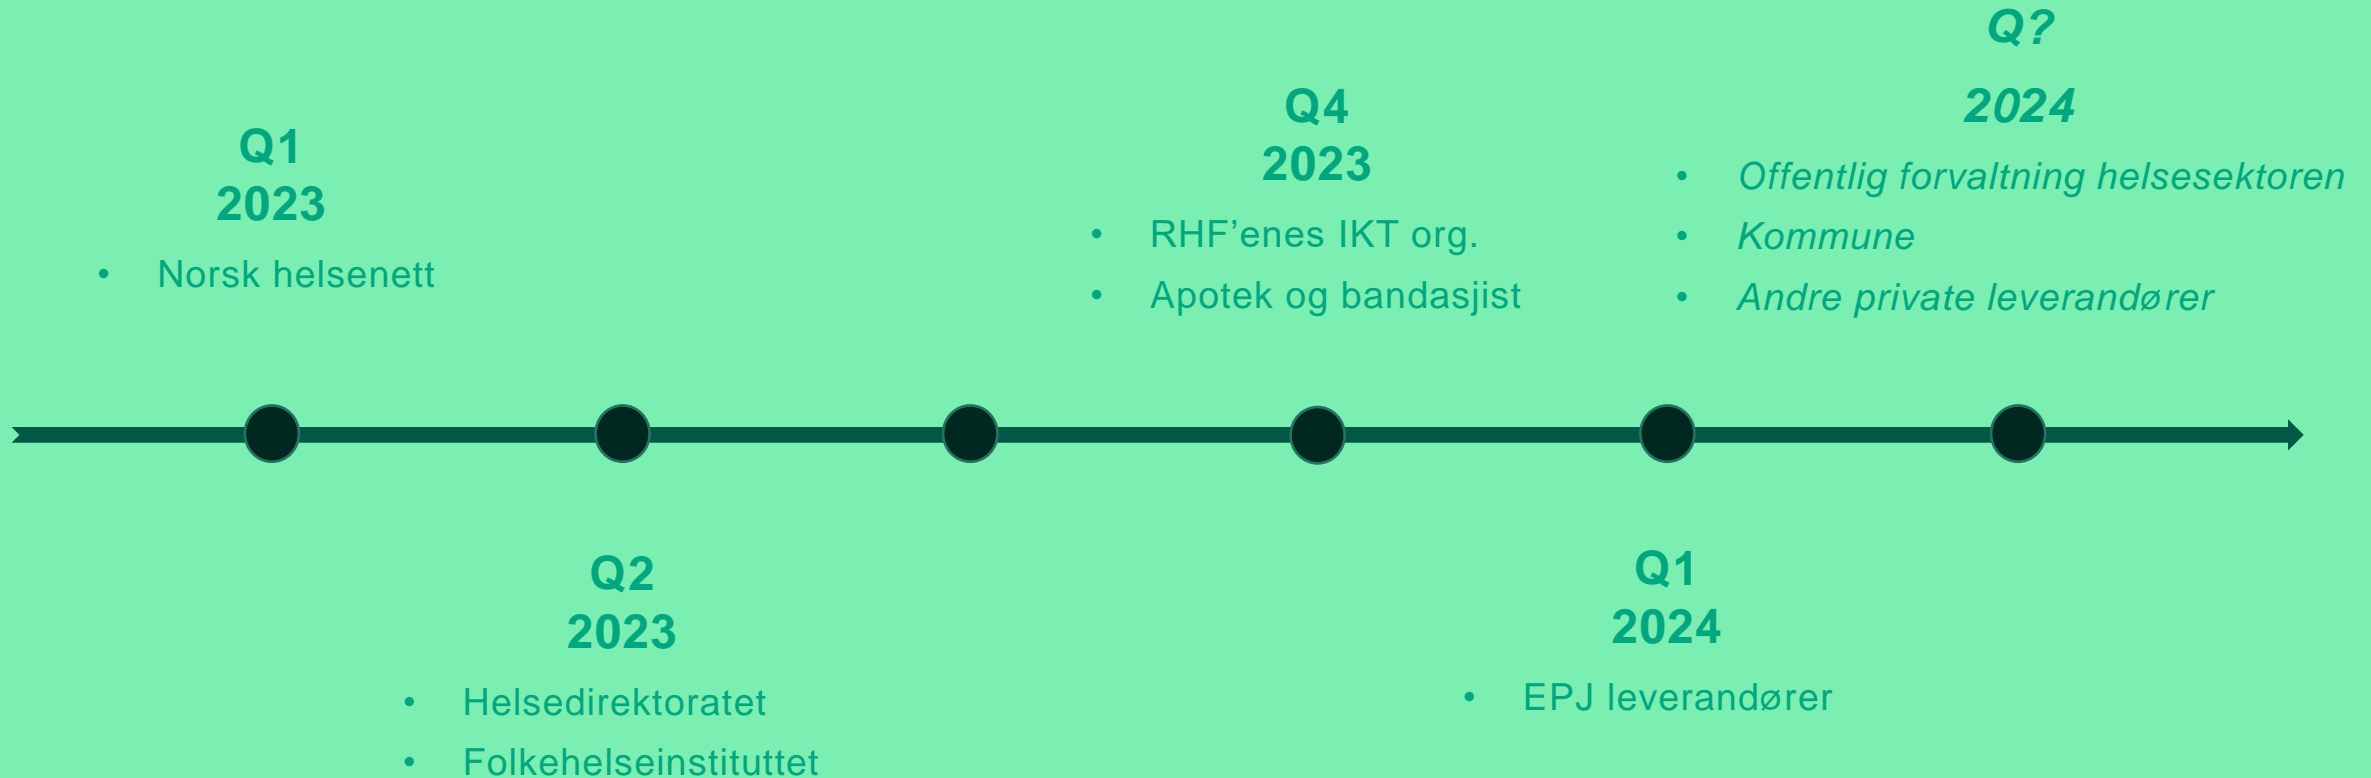 Q1
2023
• Norsk helsenett
Q2
2023
• Helsedirektoratet
• Folkehelseinstituttet
Q4
2023
• RHF’enes IKT org.
• Apotek og bandasjist
Q1
2024
• EPJ leverandører
Q?
2024
• Offentlig forvaltning helsesektoren
• Kommune
• Andre private leverandører